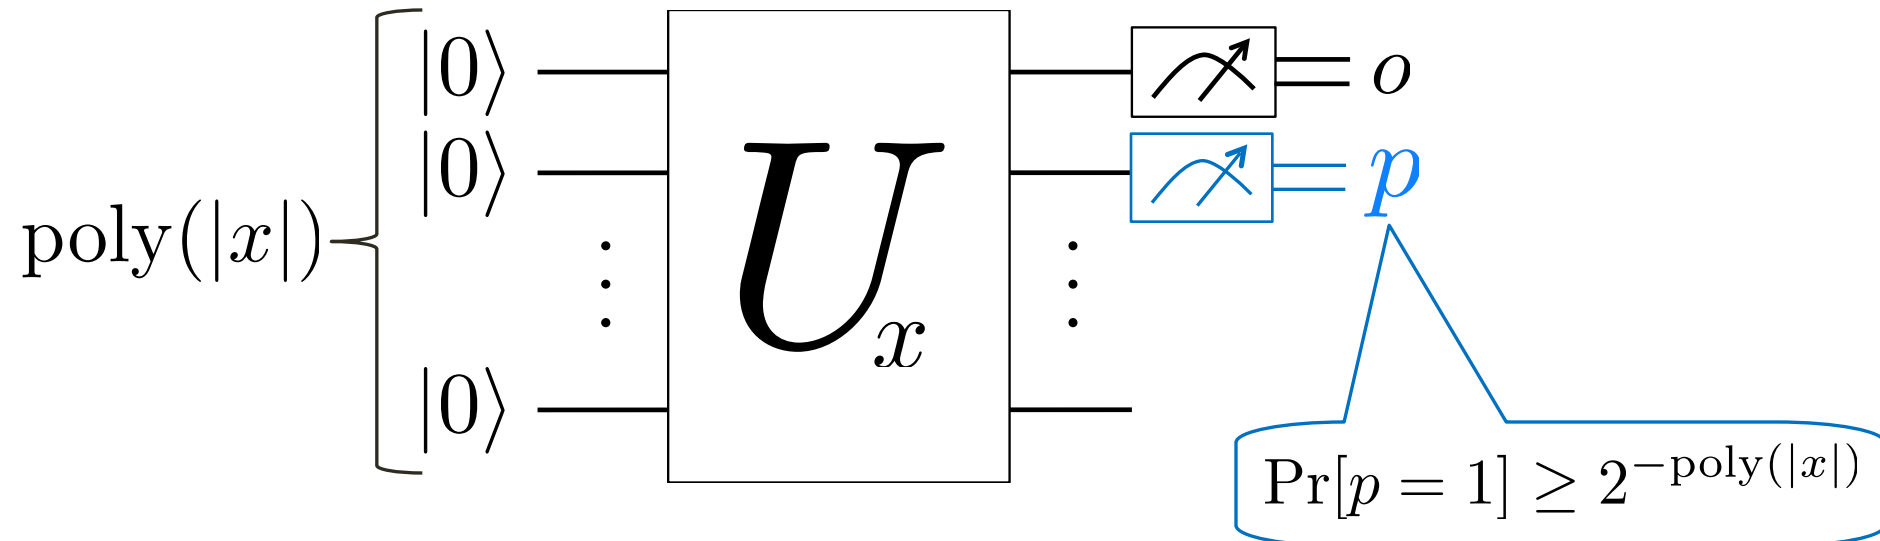 |0⟩ o
|0⟩ p
poly(|x|)
⋮ U_x ⋮
|0⟩
Pr[p = 1] ≥ 2^{−poly(|x|)}